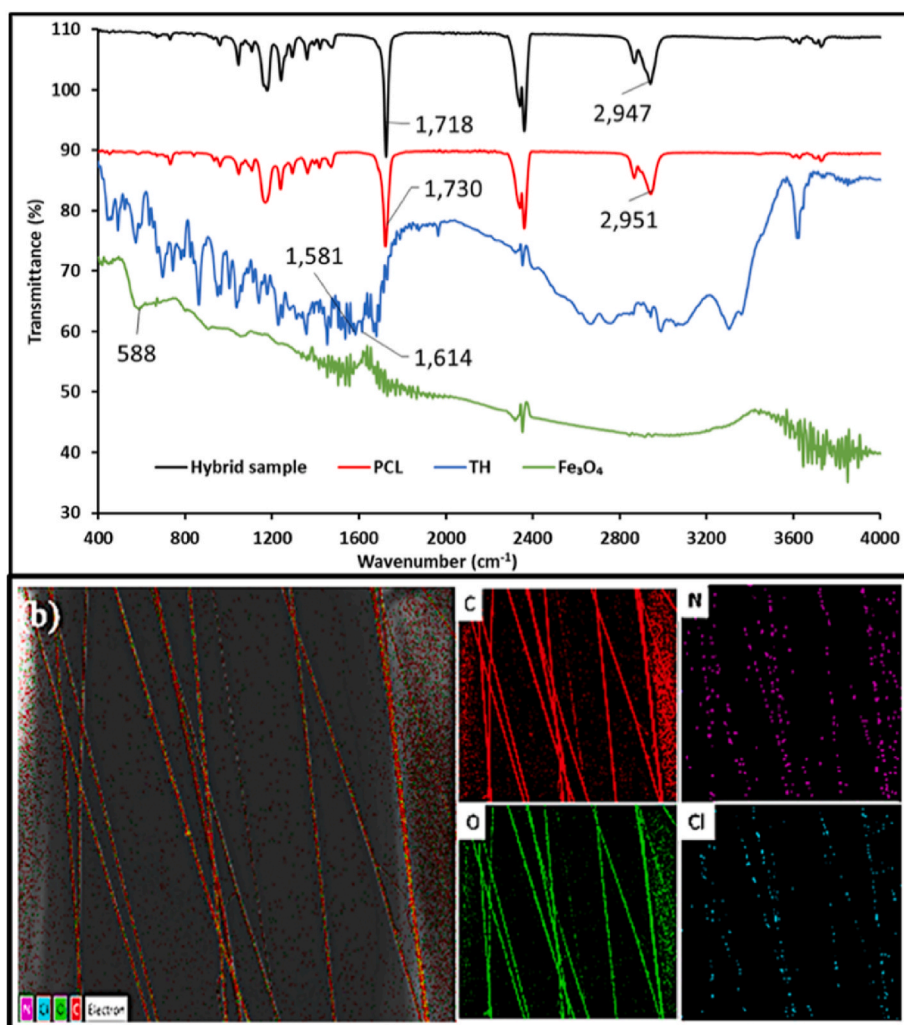 110
100
90
80
70
60
50
40
30
Transmittance (%)
1,718
2,947
1,730
2,951
1,581
1,614
588
Hybrid sample PCL TH Fe₃O₄
400 800 1200 1600 2000 2400 2800 3200 3600 4000
Wavenumber (cm⁻¹)
b)
C
N
O
Cl
N Cl O C Electron